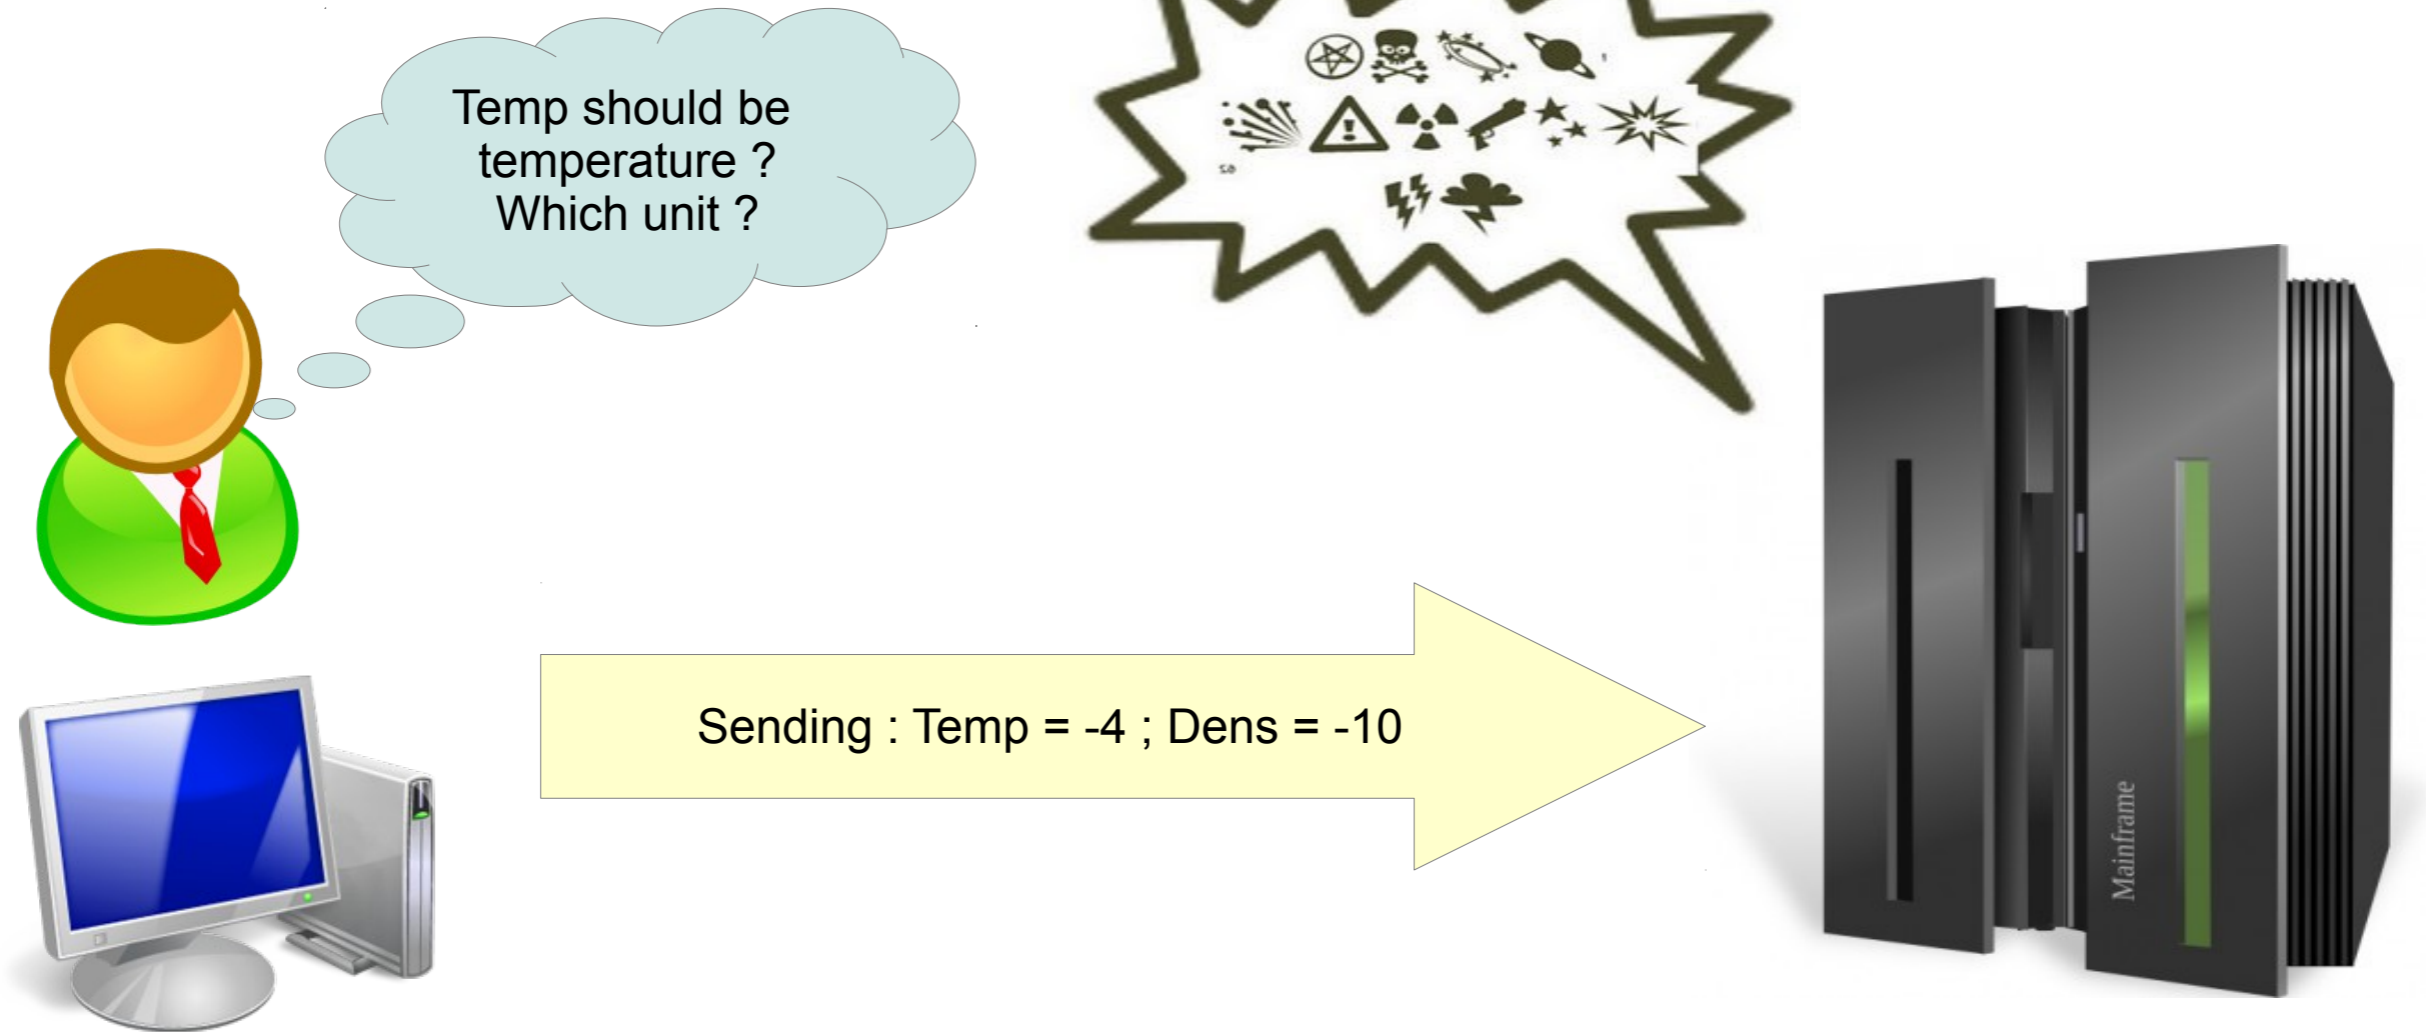 Temp should be
temperature ?
Which unit ?
Sending : Temp = -4 ; Dens = -10
Mainframe